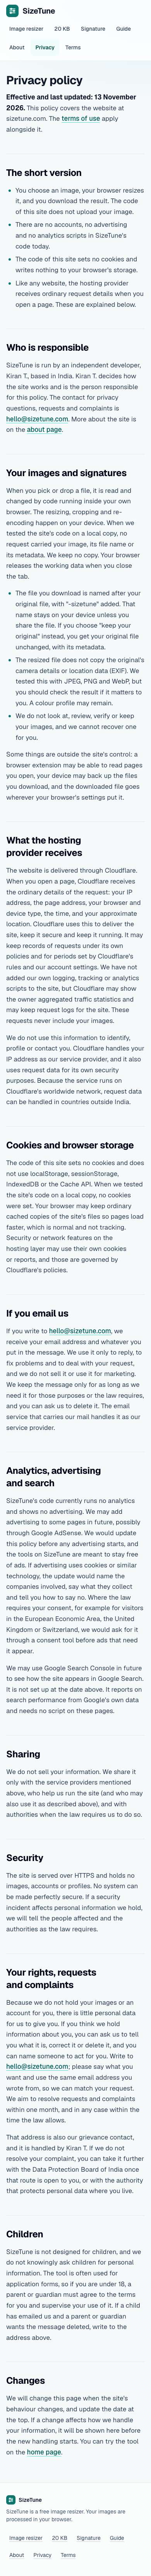 SizeTune
Image resizer 20 KB Signature Guide
About Privacy Terms
Privacy policy
Effective and last updated: 13 November
2026. This policy covers the website at
sizetune.com. The terms of use apply
alongside it.
The short version
You choose an image, your browser resizes
it, and you download the result. The code
of this site does not upload your image.
There are no accounts, no advertising
and no analytics scripts in SizeTune's
code today.
The code of this site sets no cookies and
writes nothing to your browser's storage.
Like any website, the hosting provider
receives ordinary request details when you
open a page. These are explained below.
Who is responsible
SizeTune is run by an independent developer,
Kiran T., based in India. Kiran T. decides how
the site works and is the person responsible
for this policy. The contact for privacy
questions, requests and complaints is
hello@sizetune.com. More about the site is
on the about page.
Your images and signatures
When you pick or drop a file, it is read and
changed by code running inside your own
browser. The resizing, cropping and re-
encoding happen on your device. When we
tested the site's code on a local copy, no
request carried your image, its file name or
its metadata. We keep no copy. Your browser
releases the working data when you close
the tab.
The file you download is named after your
original file, with "-sizetune" added. That
name stays on your device unless you
share the file. If you choose "keep your
original" instead, you get your original file
unchanged, with its metadata.
The resized file does not copy the original's
camera details or location data (EXIF). We
tested this with JPEG, PNG and WebP, but
you should check the result if it matters to
you. A colour profile may remain.
We do not look at, review, verify or keep
your images, and we cannot recover one
for you.
Some things are outside the site's control: a
browser extension may be able to read pages
you open, your device may back up the files
you download, and the downloaded file goes
wherever your browser's settings put it.
What the hosting
provider receives
The website is delivered through Cloudflare.
When you open a page, Cloudflare receives
the ordinary details of the request: your IP
address, the page address, your browser and
device type, the time, and your approximate
location. Cloudflare uses this to deliver the
site, keep it secure and keep it running. It may
keep records of requests under its own
policies and for periods set by Cloudflare's
rules and our account settings. We have not
added our own logging, tracking or analytics
scripts to the site, but Cloudflare may show
the owner aggregated traffic statistics and
may keep request logs for the site. These
requests never include your images.
We do not use this information to identify,
profile or contact you. Cloudflare handles your
IP address as our service provider, and it also
uses request data for its own security
purposes. Because the service runs on
Cloudflare's worldwide network, request data
can be handled in countries outside India.
Cookies and browser storage
The code of this site sets no cookies and does
not use localStorage, sessionStorage,
IndexedDB or the Cache API. When we tested
the site's code on a local copy, no cookies
were set. Your browser may keep ordinary
cached copies of the site's files so pages load
faster, which is normal and not tracking.
Security or network features on the
hosting layer may use their own cookies
or reports, and those are governed by
Cloudflare's policies.
If you email us
If you write to hello@sizetune.com, we
receive your email address and whatever you
put in the message. We use it only to reply, to
fix problems and to deal with your request,
and we do not sell it or use it for marketing.
We keep the message only for as long as we
need it for those purposes or the law requires,
and you can ask us to delete it. The email
service that carries our mail handles it as our
service provider.
Analytics, advertising
and search
SizeTune's code currently runs no analytics
and shows no advertising. We may add
advertising to some pages in future, possibly
through Google AdSense. We would update
this policy before any advertising starts, and
the tools on SizeTune are meant to stay free
of ads. If advertising uses cookies or similar
technology, the update would name the
companies involved, say what they collect
and tell you how to say no. Where the law
requires your consent, for example for visitors
in the European Economic Area, the United
Kingdom or Switzerland, we would ask for it
through a consent tool before ads that need
it appear.
We may use Google Search Console in future
to see how the site appears in Google Search.
It is not set up at the date above. It reports on
search performance from Google's own data
and needs no script on these pages.
Sharing
We do not sell your information. We share it
only with the service providers mentioned
above, who help us run the site (and who may
also use it as described above), and with
authorities when the law requires us to do so.
Security
The site is served over HTTPS and holds no
images, accounts or profiles. No system can
be made perfectly secure. If a security
incident affects personal information we hold,
we will tell the people affected and the
authorities as the law requires.
Your rights, requests
and complaints
Because we do not hold your images or an
account for you, there is little personal data
for us to give you. If you think we hold
information about you, you can ask us to tell
you what it is, correct it or delete it, and you
can name someone to act for you. Write to
hello@sizetune.com; please say what you
want and use the same email address you
wrote from, so we can match your request.
We aim to resolve requests and complaints
within one month, and in any case within the
time the law allows.
That address is also our grievance contact,
and it is handled by Kiran T. If we do not
resolve your complaint, you can take it further
with the Data Protection Board of India once
that route is open to you, or with the authority
that protects personal data where you live.
Children
SizeTune is not designed for children, and we
do not knowingly ask children for personal
information. The tool is often used for
application forms, so if you are under 18, a
parent or guardian must agree to the terms
for you and supervise your use of it. If a child
has emailed us and a parent or guardian
wants the message deleted, write to the
address above.
Changes
We will change this page when the site's
behaviour changes, and update the date at
the top. If a change affects how we handle
your information, it will be shown here before
the new handling starts. You can try the tool
on the home page.
SizeTune
SizeTune is a free image resizer. Your images are
processed in your browser.
Image resizer 20 KB Signature Guide
About Privacy Terms